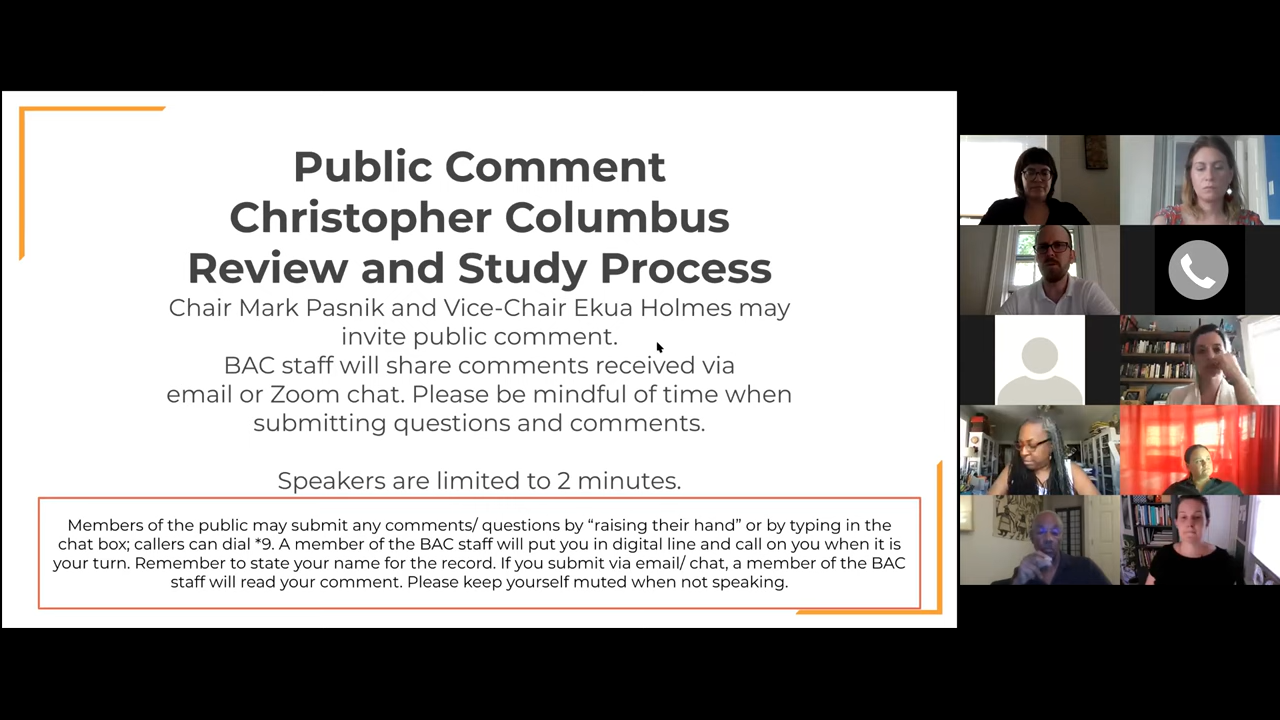 Public Comment
Christopher Columbus
Review and Study Process
Chair Mark Pasnik and Vice-Chair Ekua Holmes may
invite public comment.
BAC staff will share comments received via
email or Zoom chat. Please be mindful of time when
submitting questions and comments.
Speakers are limited to 2 minutes.
Members of the public may submit any comments/ questions by “raising their hand” or by typing in the
chat box; callers can dial *9. A member of the BAC staff will put you in digital line and call on you when it is
your turn. Remember to state your name for the record. If you submit via email/ chat, a member of the BAC
staff will read your comment. Please keep yourself muted when not speaking.